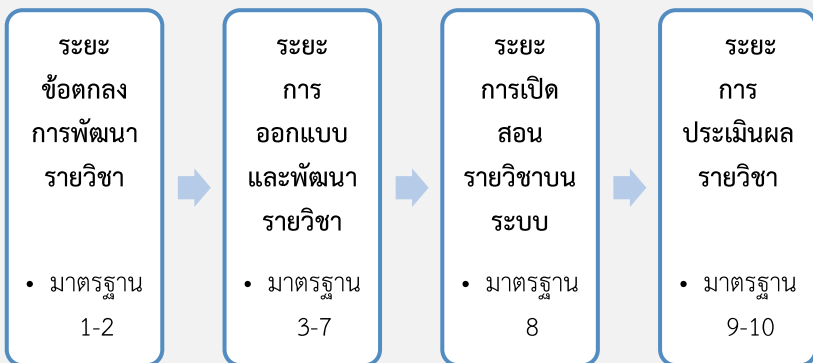 ระยะ
ข้อตกลง
การพัฒนา
รายวิชา
• มาตรฐาน
1-2
ระยะ
การ
ออกแบบ
และพัฒนา
รายวิชา
• มาตรฐาน
3-7
ระยะ
การเปิด
สอน
รายวิชาบน
ระบบ
• มาตรฐาน
8
ระยะ
การ
ประเมินผล
รายวิชา
• มาตรฐาน
9-10